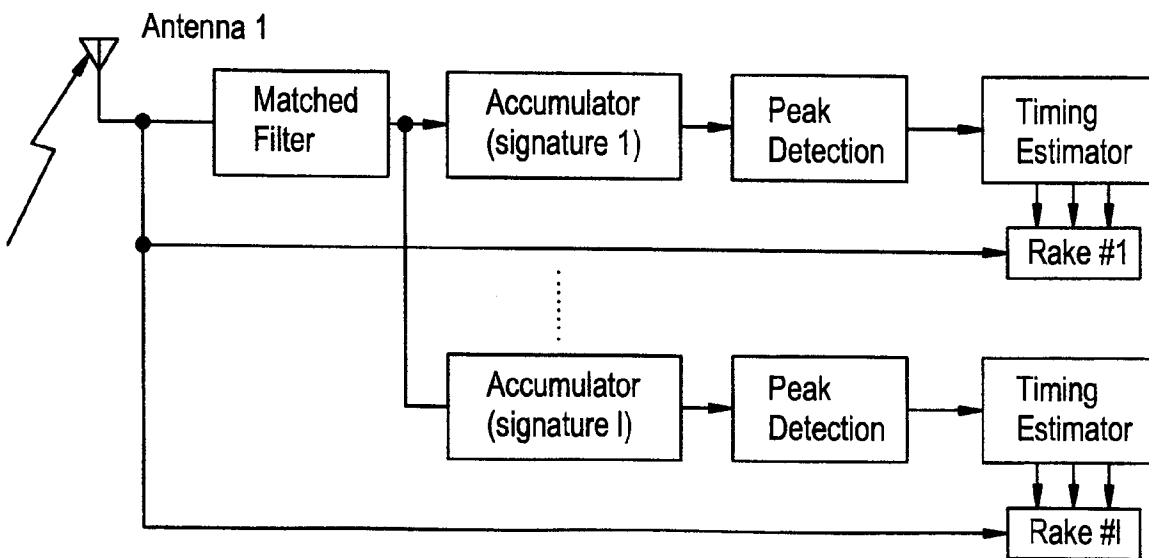 Antenna 1
Matched
Filter
Accumulator
(signature 1)
Peak
Detection
Timing
Estimator
Rake #1
Accumulator
(signature I)
Peak
Detection
Timing
Estimator
Rake #I